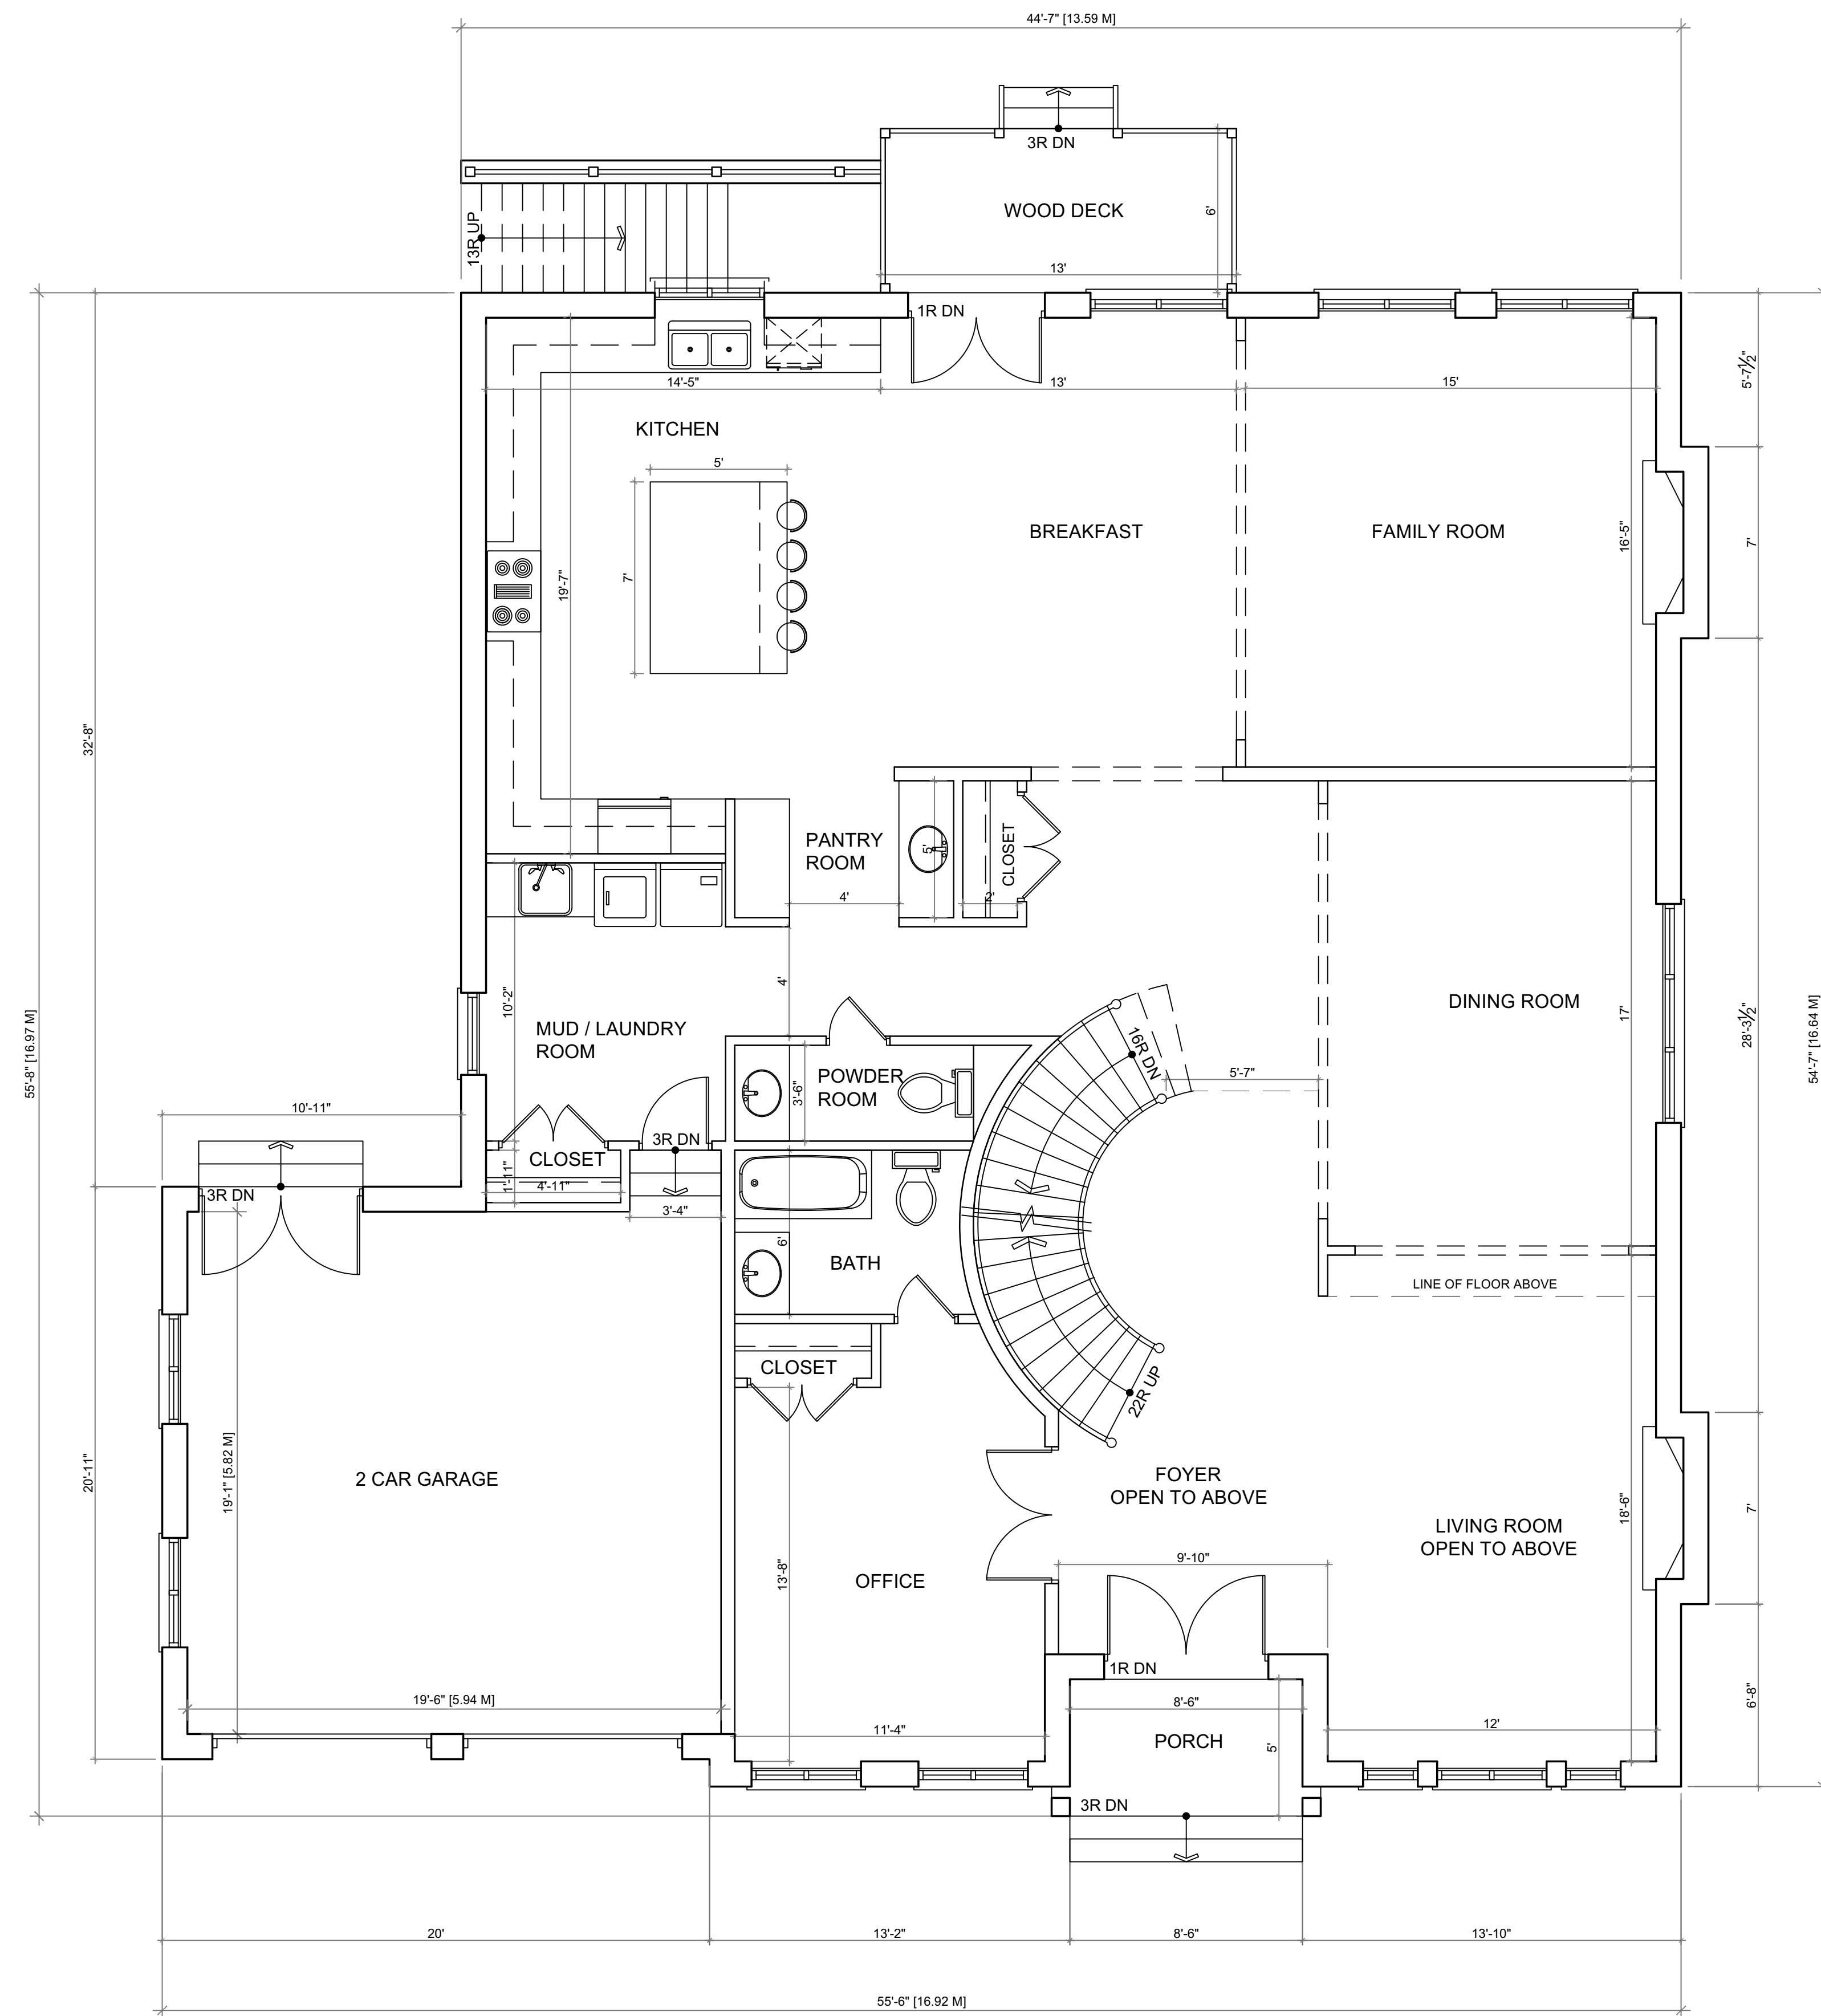 44'-7" [13.59 M]
3R DN
WOOD DECK
6'
13'
13R UP
1R DN
14'-5"
13'
15'
5'-7½"
KITCHEN
5'
7'
19'-7"
BREAKFAST
FAMILY ROOM
16'-5"
7'
32'-8"
PANTRY
ROOM
5'
CLOSET
4'
2'
4'
10'-2"
MUD / LAUNDRY
ROOM
DINING ROOM
17'
28'-3½"
54'-7" [16.64 M]
55'-8" [16.97 M]
16R DN
5'-7"
POWDER
ROOM
3'-6"
10'-11"
3R DN
3R DN
CLOSET
1'-11"
4'-11"
3'-4"
6'
BATH
LINE OF FLOOR ABOVE
CLOSET
22R UP
20'-11"
19'-1" [5.82 M]
2 CAR GARAGE
FOYER
OPEN TO ABOVE
18'-6"
7'
LIVING ROOM
OPEN TO ABOVE
13'-8"
OFFICE
9'-10"
1R DN
19'-6" [5.94 M]
11'-4"
8'-6"
PORCH
5'
12'
6'-8"
3R DN
20'
13'-2"
8'-6"
13'-10"
55'-6" [16.92 M]